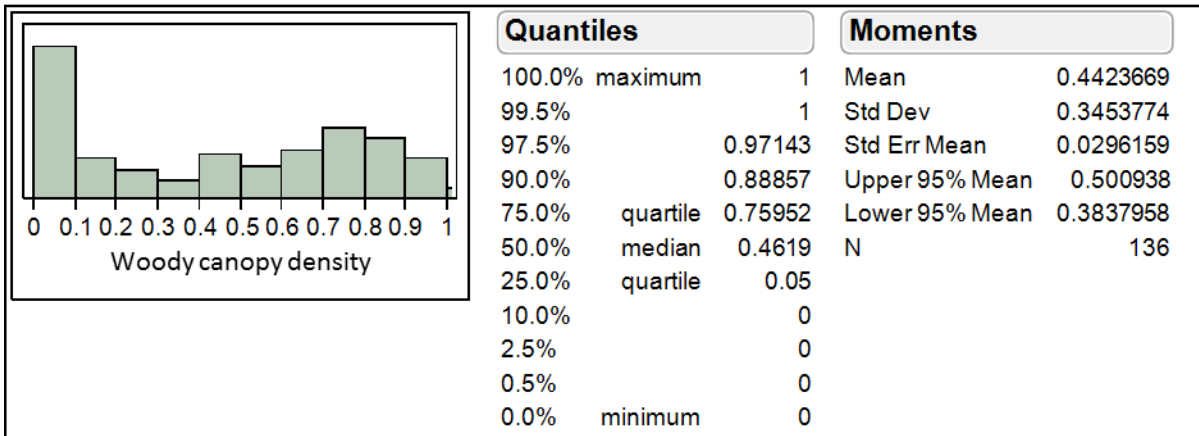 0 0.1 0.2 0.3 0.4 0.5 0.6 0.7 0.8 0.9 1
Woody canopy density
Quantiles
100.0% maximum 1
99.5% 1
97.5% 0.97143
90.0% 0.88857
75.0% quartile 0.75952
50.0% median 0.4619
25.0% quartile 0.05
10.0% 0
2.5% 0
0.5% 0
0.0% minimum 0
Moments
Mean 0.4423669
Std Dev 0.3453774
Std Err Mean 0.0296159
Upper 95% Mean 0.500938
Lower 95% Mean 0.3837958
N 136